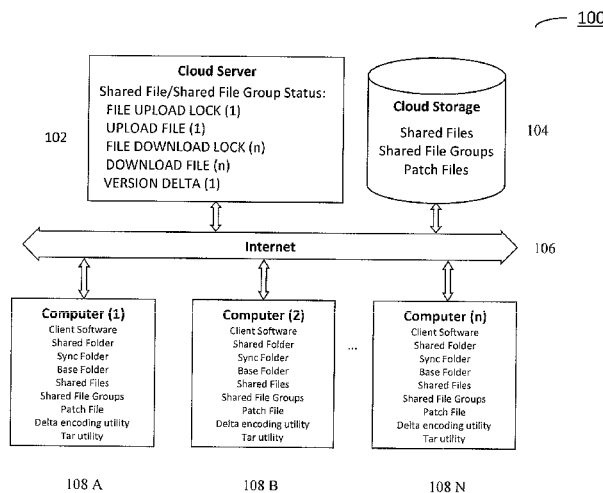 100
Cloud Server
Shared File/Shared File Group Status:
FILE UPLOAD LOCK (1)
UPLOAD FILE (1)
FILE DOWNLOAD LOCK (n)
DOWNLOAD FILE (n)
VERSION DELTA (1)
102
Cloud Storage
Shared Files
Shared File Groups
Patch Files
104
Internet
106
Computer (1)
Client Software
Shared Folder
Sync Folder
Base Folder
Shared Files
Shared File Groups
Patch File
Delta encoding utility
Tar utility
Computer (2)
Client Software
Shared Folder
Sync Folder
Base Folder
Shared Files
Shared File Groups
Patch File
Delta encoding utility
Tar utility
...
Computer (n)
Client Software
Shared Folder
Sync Folder
Base Folder
Shared Files
Shared File Groups
Patch File
Delta encoding utility
Tar utility
108 A
108 B
108 N